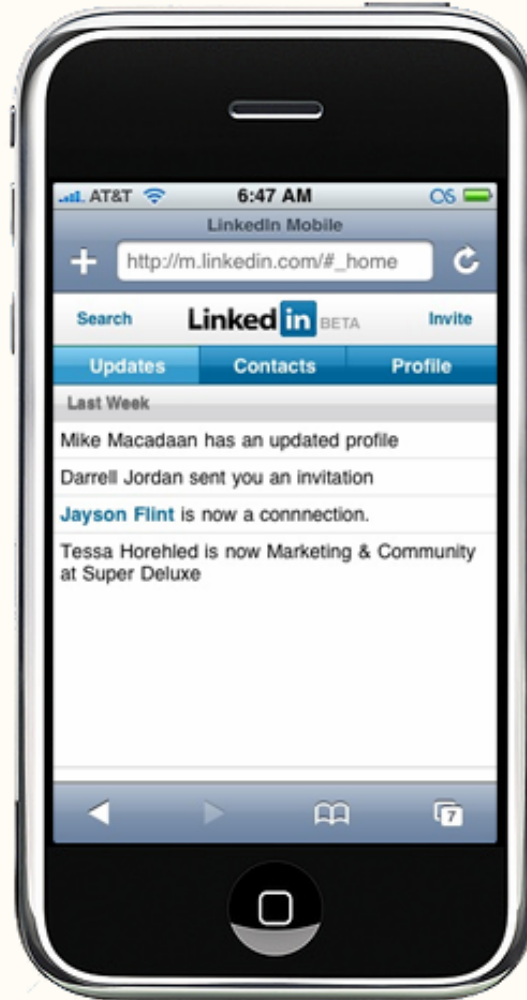 AT&T 6:47 AM
LinkedIn Mobile
http://m.linkedin.com/#_home
Search Linked in BETA Invite
Updates Contacts Profile
Last Week
Mike Macadaan has an updated profile
Darrell Jordan sent you an invitation
Jayson Flint is now a connnection.
Tessa Horehled is now Marketing & Community
at Super Deluxe
7